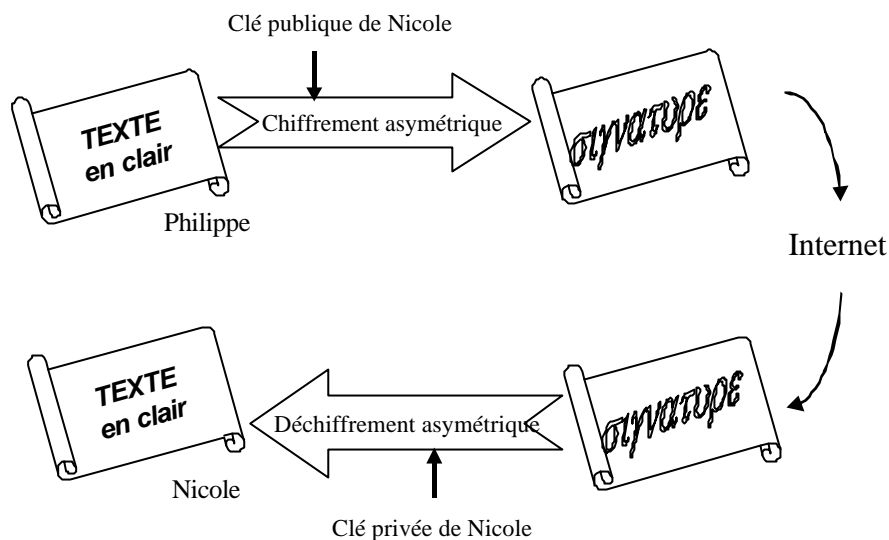 Clé publique de Nicole
TEXTE
en clair
Chiffrement asymétrique
Philippe
Internet
TEXTE
en clair
Déchiffrement asymétrique
Nicole
Clé privée de Nicole